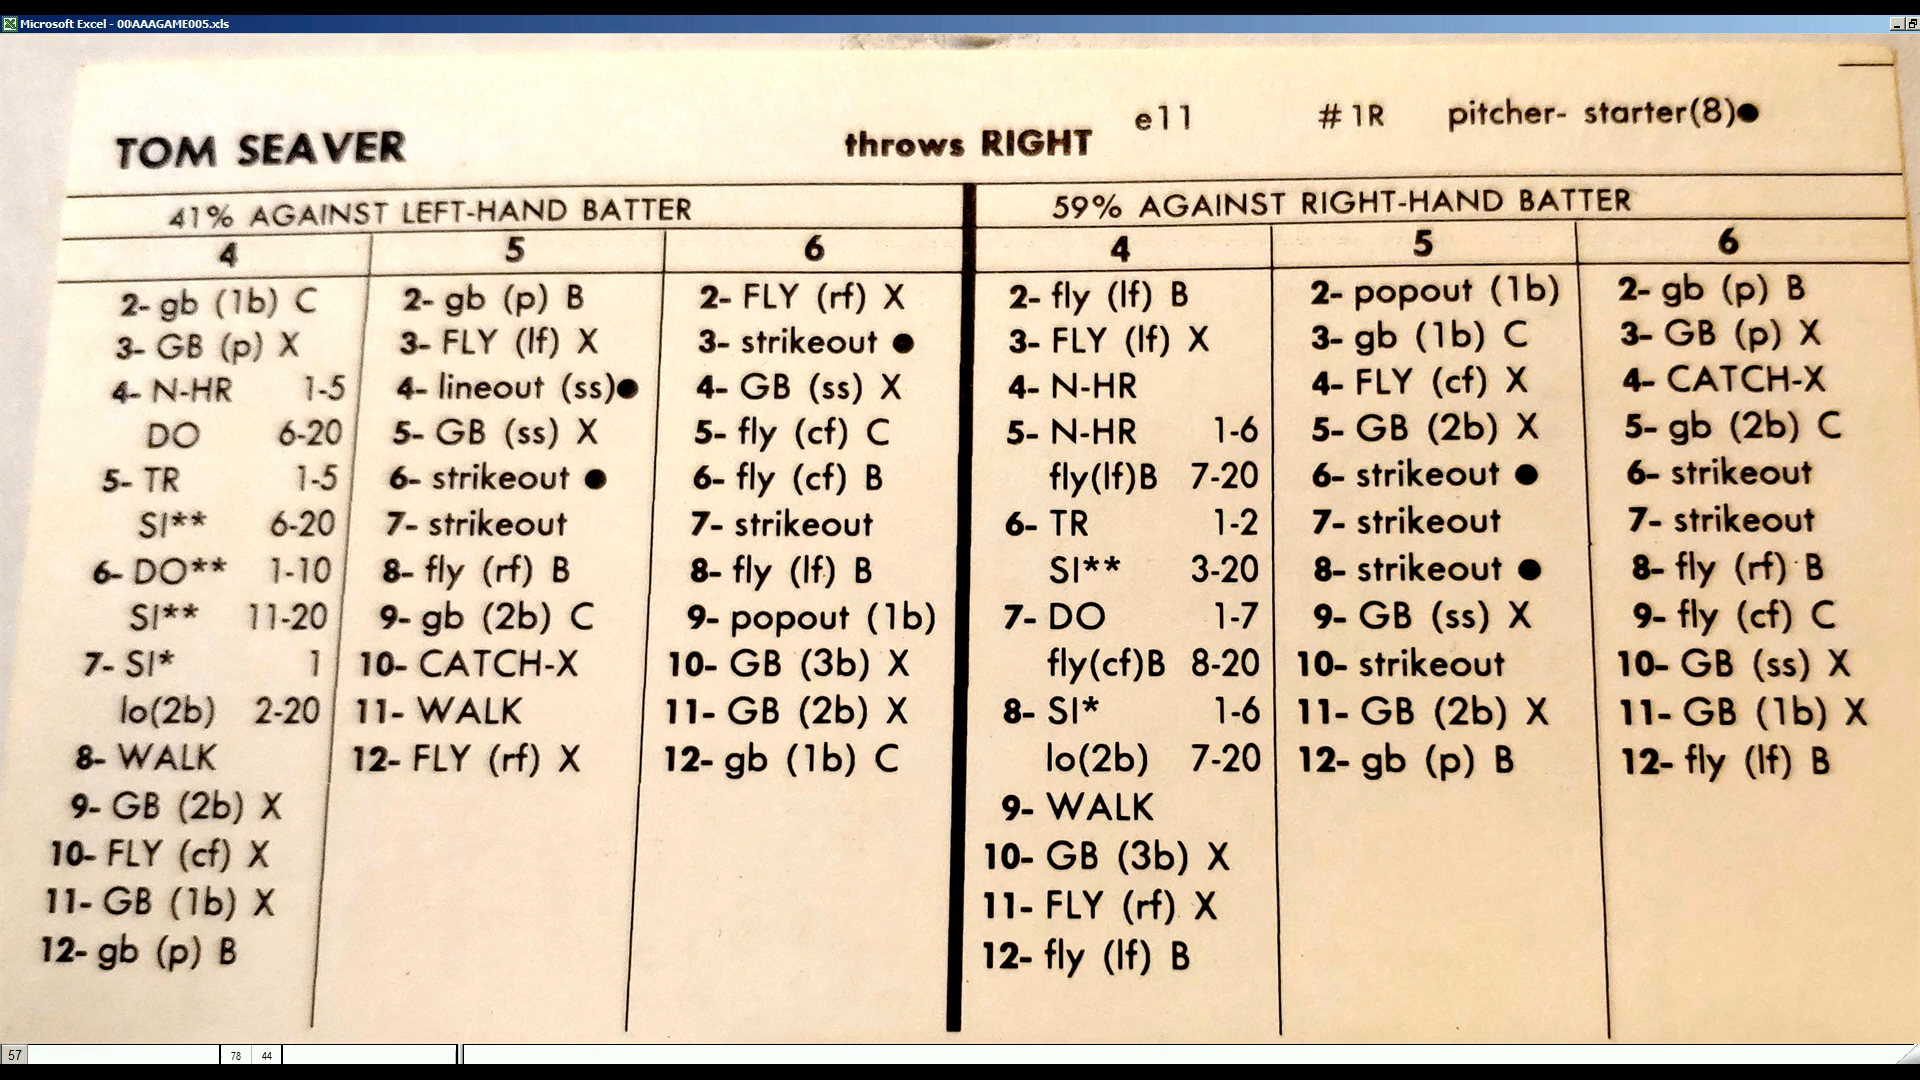 Microsoft Excel - 00AAAGAME005.xls
TOM SEAVER
throws RIGHT
e11
#1R
pitcher- starter(8)●
41% AGAINST LEFT-HAND BATTER
4
2- gb (1b) C
3- GB (p) X
4- N-HR 1-5
DO 6-20
5- TR 1-5
SI** 6-20
6- DO** 1-10
SI** 11-20
7- SI* 1
lo(2b) 2-20
8- WALK
9- GB (2b) X
10- FLY (cf) X
11- GB (1b) X
12- gb (p) B
5
2- gb (p) B
3- FLY (lf) X
4- lineout (ss)●
5- GB (ss) X
6- strikeout ●
7- strikeout
8- fly (rf) B
9- gb (2b) C
10- CATCH-X
11- WALK
12- FLY (rf) X
6
2- FLY (rf) X
3- strikeout ●
4- GB (ss) X
5- fly (cf) C
6- fly (cf) B
7- strikeout
8- fly (lf) B
9- popout (1b)
10- GB (3b) X
11- GB (2b) X
12- gb (1b) C
59% AGAINST RIGHT-HAND BATTER
4
2- fly (lf) B
3- FLY (lf) X
4- N-HR
5- N-HR 1-6
fly(lf)B 7-20
6- TR 1-2
SI** 3-20
7- DO 1-7
fly(cf)B 8-20
8- SI* 1-6
lo(2b) 7-20
9- WALK
10- GB (3b) X
11- FLY (rf) X
12- fly (lf) B
5
2- popout (1b)
3- gb (1b) C
4- FLY (cf) X
5- GB (2b) X
6- strikeout ●
7- strikeout
8- strikeout ●
9- GB (ss) X
10- strikeout
11- GB (2b) X
12- gb (p) B
6
2- gb (p) B
3- GB (p) X
4- CATCH-X
5- gb (2b) C
6- strikeout
7- strikeout
8- fly (rf) B
9- fly (cf) C
10- GB (ss) X
11- GB (1b) X
12- fly (lf) B
57 78 44